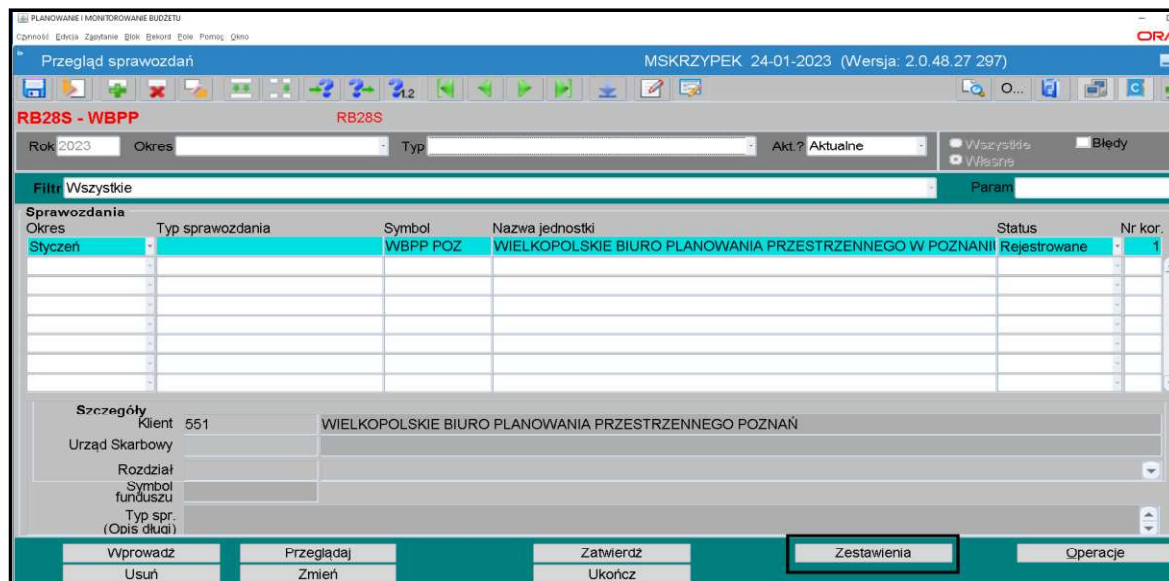 PLANOWANIE I MONITOROWANIE BUDŻETU
Czynność Edycja Zapytanie Blok Rekord Pole Pomoc Okno
ORA
Przegląd sprawozdań MSKRZYPEK 24-01-2023 (Wersja: 2.0.48.27 297)
O...
RB28S - WBPP RB28S
Rok 2023 Okres Typ Akt.? Aktualne Wszystkie Błędy
Własne
Filtr Wszystkie Param
Sprawozdania
Okres Typ sprawozdania Symbol Nazwa jednostki Status Nr kor.
Styczeń WBPP POZ WIELKOPOLSKIE BIURO PLANOWANIA PRZESTRZENNEGO W POZNANIU Rejestrowane 1
Szczegóły
Klient 551 WIELKOPOLSKIE BIURO PLANOWANIA PRZESTRZENNEGO POZNAŃ
Urząd Skarbowy
Rozdział
Symbol
funduszu
Typ spr.
(Opis długi)
Wprowadź Przeglądaj Zatwierdź Zestawienia Operacje
Usuń Zmień Ukończ